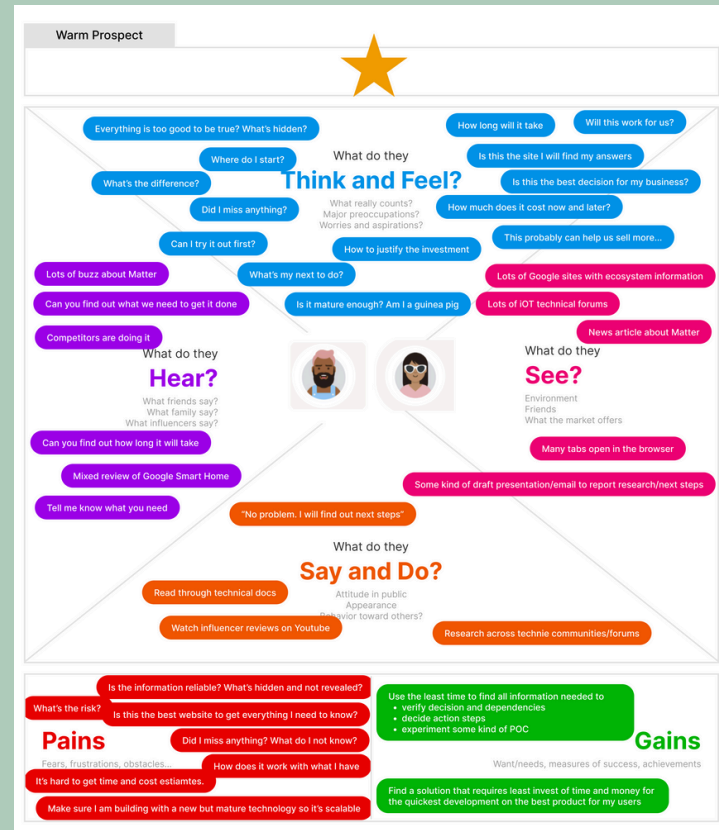 Warm Prospect
Everything is too good to be true? What's hidden?
How long will it take
Will this work for us?
Where do I start?
What do they
Think and Feel?
What really counts?
Major preoccupations?
Worries and aspirations?
Is this the site I will find my answers
What's the difference?
Is this the best decision for my business?
Did I miss anything?
How much does it cost now and later?
Can I try it out first?
How to justify the investment
This probably can help us sell more...
What's my next to do?
Is it mature enough? Am I a guinea pig
Lots of buzz about Matter
Can you find out what we need to get it done
Competitors are doing it
What do they
Hear?
What friends say?
What family say?
What influencers say?
Can you find out how long it will take
Mixed review of Google Smart Home
Tell me know what you need
Lots of Google sites with ecosystem information
Lots of iOT technical forums
News article about Matter
What do they
See?
Environment
Friends
What the market offers
Many tabs open in the browser
Some kind of draft presentation/email to report research/next steps
"No problem. I will find out next steps"
What do they
Say and Do?
Attitude in public
Appearance
Behavior toward others?
Read through technical docs
Watch influencer reviews on Youtube
Research across technie communities/forums
Is the information reliable? What's hidden and not revealed?
What's the risk?
Is this the best website to get everything I need to know?
Pains
Fears, frustrations, obstacles...
Did I miss anything? What do I not know?
How does it work with what I have
It's hard to get time and cost estiamtes.
Make sure I am building with a new but mature technology so it's scalable
Use the least time to find all information needed to
• verify decision and dependencies
• decide action steps
• experiment some kind of POC
Gains
Want/needs, measures of success, achievements
Find a solution that requires least invest of time and money for
the quickest development on the best product for my users